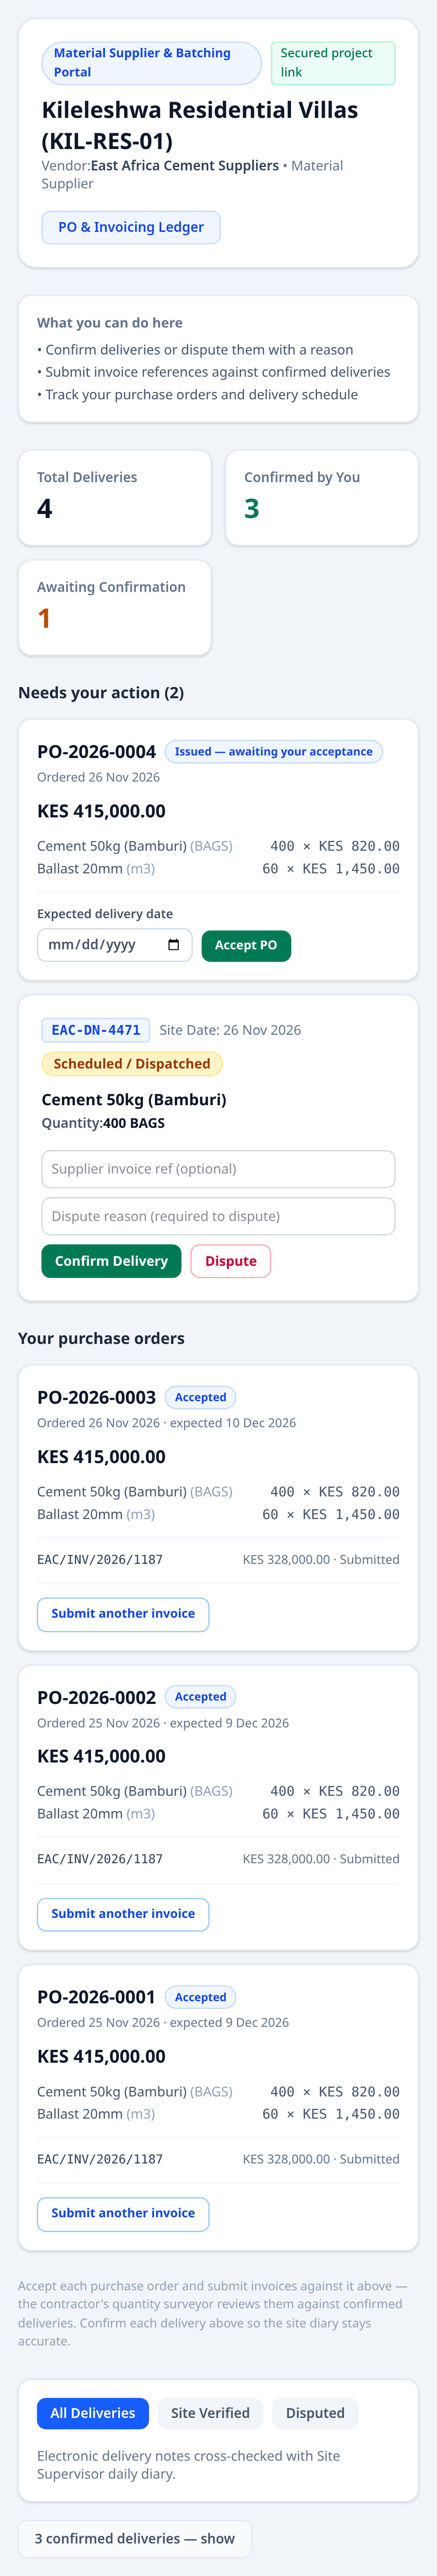 Material Supplier & Batching
Portal
Secured project
link
Kileleshwa Residential Villas
(KIL-RES-01)
Vendor:East Africa Cement Suppliers • Material
Supplier
PO & Invoicing Ledger
What you can do here
• Confirm deliveries or dispute them with a reason
• Submit invoice references against confirmed deliveries
• Track your purchase orders and delivery schedule
Total Deliveries
4
Confirmed by You
3
Awaiting Confirmation
1
Needs your action (2)
PO-2026-0004 Issued — awaiting your acceptance
Ordered 26 Nov 2026
KES 415,000.00
Cement 50kg (Bamburi) (BAGS) 400 × KES 820.00
Ballast 20mm (m3) 60 × KES 1,450.00
Expected delivery date
mm/dd/yyyy Accept PO
EAC-DN-4471 Site Date: 26 Nov 2026
Scheduled / Dispatched
Cement 50kg (Bamburi)
Quantity:400 BAGS
Supplier invoice ref (optional)
Dispute reason (required to dispute)
Confirm Delivery Dispute
Your purchase orders
PO-2026-0003 Accepted
Ordered 26 Nov 2026 · expected 10 Dec 2026
KES 415,000.00
Cement 50kg (Bamburi) (BAGS) 400 × KES 820.00
Ballast 20mm (m3) 60 × KES 1,450.00
EAC/INV/2026/1187 KES 328,000.00 · Submitted
Submit another invoice
PO-2026-0002 Accepted
Ordered 25 Nov 2026 · expected 9 Dec 2026
KES 415,000.00
Cement 50kg (Bamburi) (BAGS) 400 × KES 820.00
Ballast 20mm (m3) 60 × KES 1,450.00
EAC/INV/2026/1187 KES 328,000.00 · Submitted
Submit another invoice
PO-2026-0001 Accepted
Ordered 25 Nov 2026 · expected 9 Dec 2026
KES 415,000.00
Cement 50kg (Bamburi) (BAGS) 400 × KES 820.00
Ballast 20mm (m3) 60 × KES 1,450.00
EAC/INV/2026/1187 KES 328,000.00 · Submitted
Submit another invoice
Accept each purchase order and submit invoices against it above —
the contractor's quantity surveyor reviews them against confirmed
deliveries. Confirm each delivery above so the site diary stays
accurate.
All Deliveries Site Verified Disputed
Electronic delivery notes cross-checked with Site
Supervisor daily diary.
3 confirmed deliveries — show